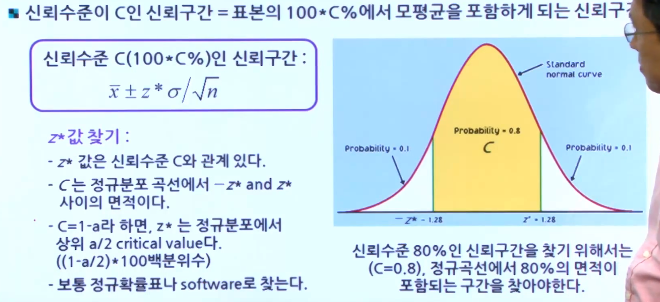 신뢰수준이 C인 신뢰구간 = 표본의 100*C%에서 모평균을 포함하게 되는 신뢰구간
신뢰수준 C(100*C%)인 신뢰구간 :
x̄ ± z* σ/√n
z*값 찾기 :
- z* 값은 신뢰수준 C와 관계 있다.
- C는 정규분포 곡선에서 –z* and z*
사이의 면적이다.
- C=1-a라 하면, z* 는 정규분포에서
상위 a/2 critical value다.
((1-a/2)*100백분위수)
- 보통 정규확률표나 software로 찾는다.
Standard
normal curve
Probability = 0.8
C
Probability = 0.1
Probability = 0.1
–z* -1.28
z* = 1.28
신뢰수준 80%인 신뢰구간을 찾기 위해서는
(C=0.8), 정규곡선에서 80%의 면적이
포함되는 구간을 찾아야한다.